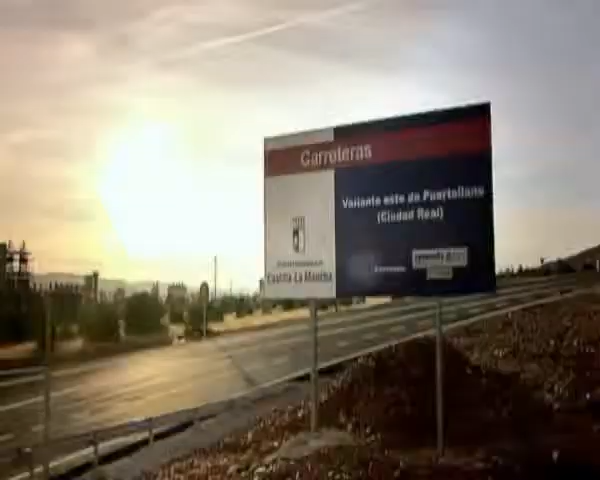 Carreteras
Variante este de Puertollano
(Ciudad Real)
Castilla-La Mancha